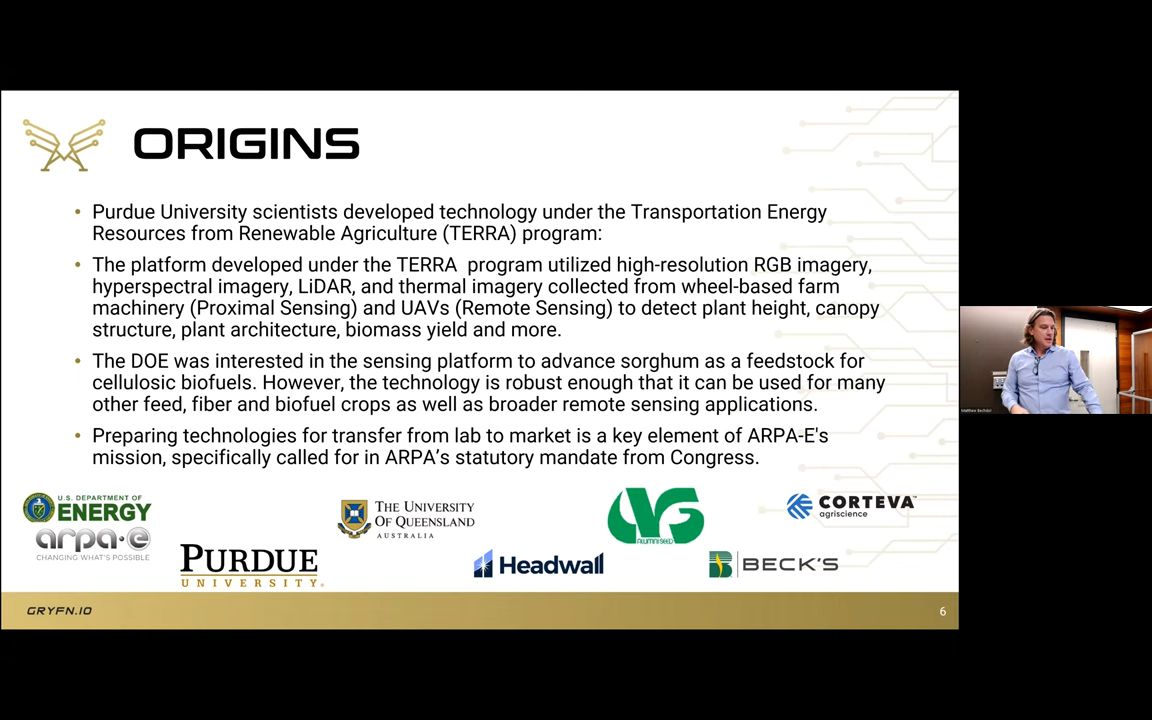 ORIGINS
• Purdue University scientists developed technology under the Transportation Energy
Resources from Renewable Agriculture (TERRA) program:
• The platform developed under the TERRA program utilized high-resolution RGB imagery,
hyperspectral imagery, LiDAR, and thermal imagery collected from wheel-based farm
machinery (Proximal Sensing) and UAVs (Remote Sensing) to detect plant height, canopy
structure, plant architecture, biomass yield and more.
• The DOE was interested in the sensing platform to advance sorghum as a feedstock for
cellulosic biofuels. However, the technology is robust enough that it can be used for many
other feed, fiber and biofuel crops as well as broader remote sensing applications.
• Preparing technologies for transfer from lab to market is a key element of ARPA-E's
mission, specifically called for in ARPA’s statutory mandate from Congress.
U.S. DEPARTMENT OF
ENERGY
arpa·e
CHANGING WHAT'S POSSIBLE
PURDUE
UNIVERSITY®
THE UNIVERSITY
OF QUEENSLAND
AUSTRALIA
Headwall
ALUMNI SEED
BECK'S
CORTEVA™
agriscience
GRYFN.IO
6
Matthew Bechdol